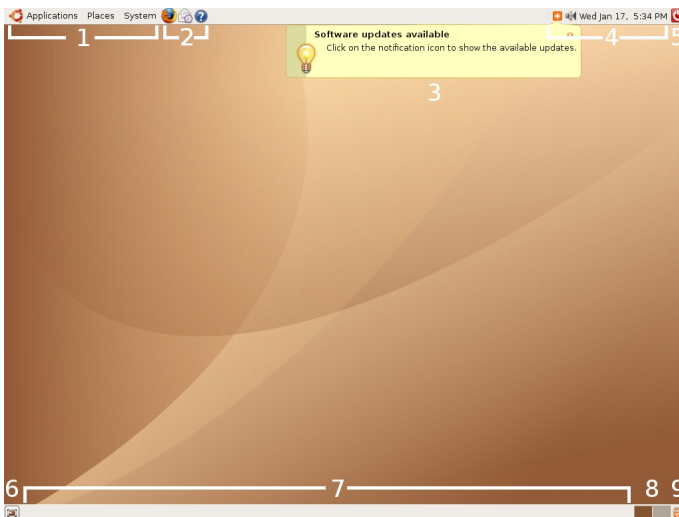 Applications Places System ? Wed Jan 17, 5:34 PM
1 2 4 5
Software updates available
Click on the notification icon to show the available updates.
3
6 7 8 9